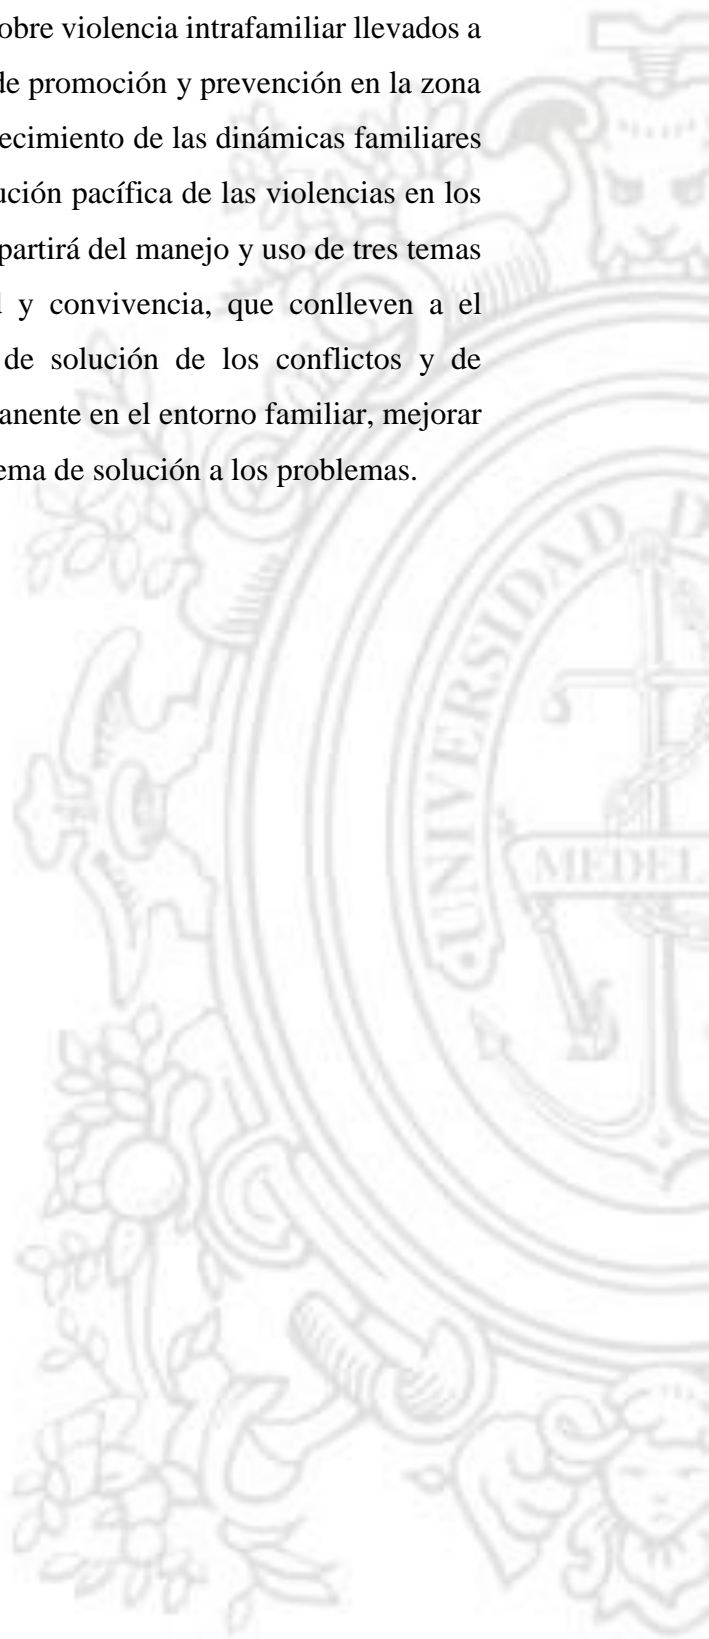 obre violencia intrafamiliar llevados a
de promoción y prevención en la zona
ecimiento de las dinámicas familiares
ución pacífica de las violencias en los
partirá del manejo y uso de tres temas
y convivencia, que conlleven a el
de solución de los conflictos y de
anente en el entorno familiar, mejorar
ema de solución a los problemas.
UNIVERSIDAD D
MEDEL